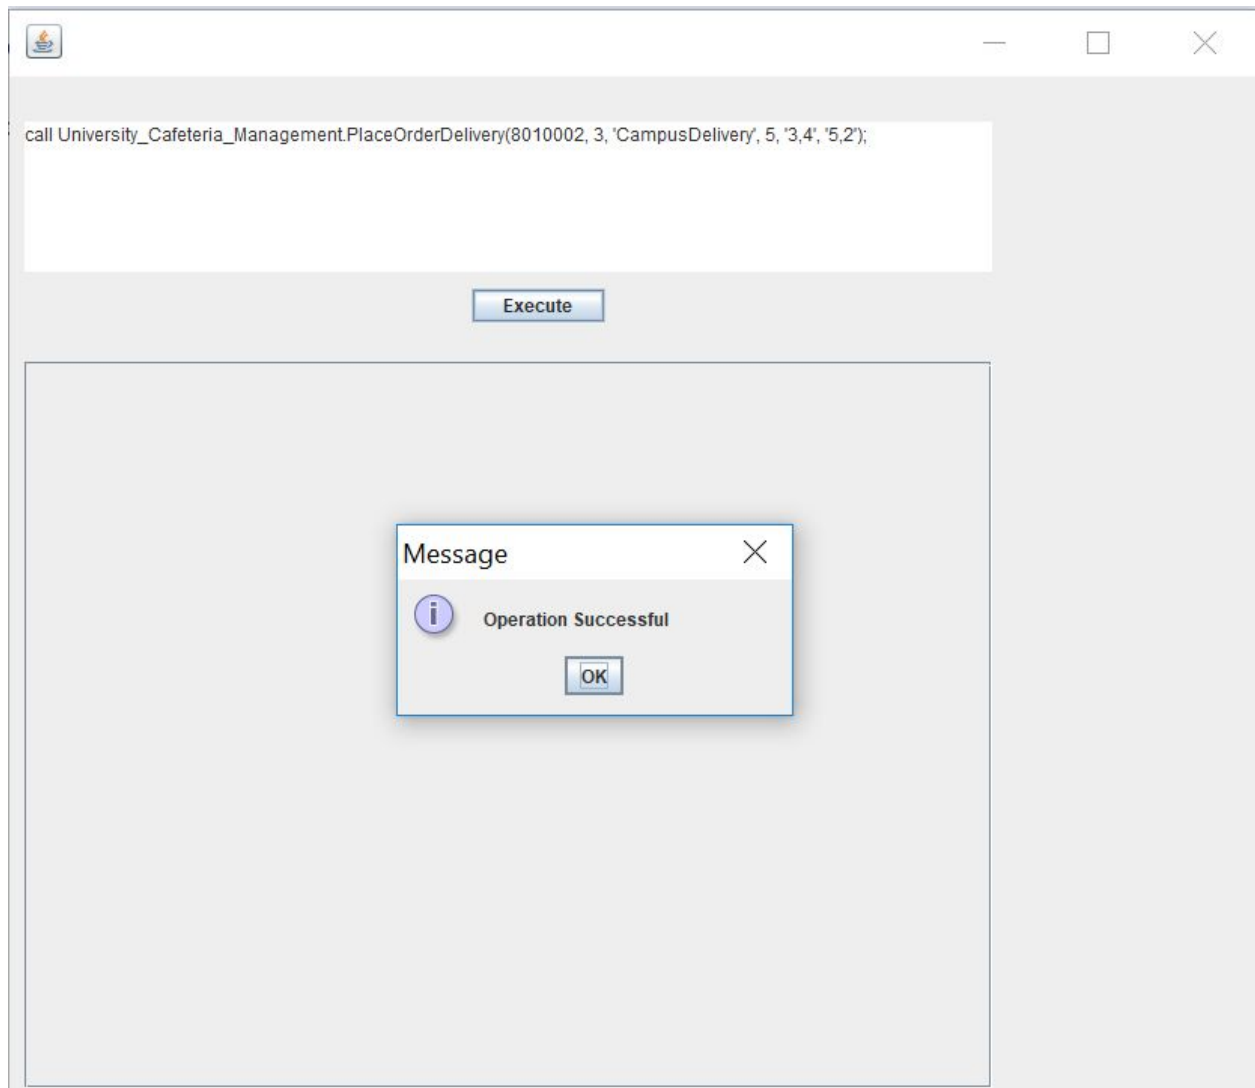 call University_Cafeteria_Management.PlaceOrderDelivery(8010002, 3, 'CampusDelivery', 5, '3,4', '5,2');
Execute
Message
Operation Successful
OK